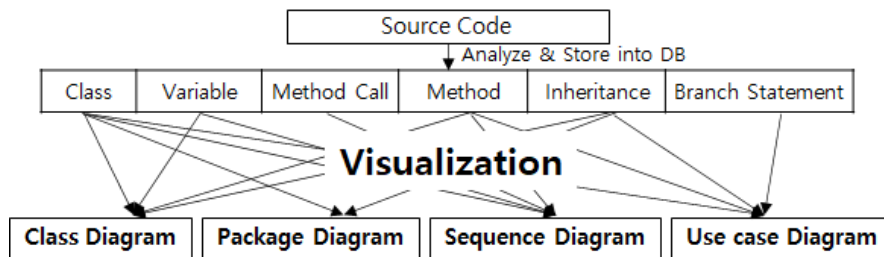 Source Code
Analyze & Store into DB
Class Variable Method Call Method Inheritance Branch Statement
Visualization
Class Diagram Package Diagram Sequence Diagram Use case Diagram